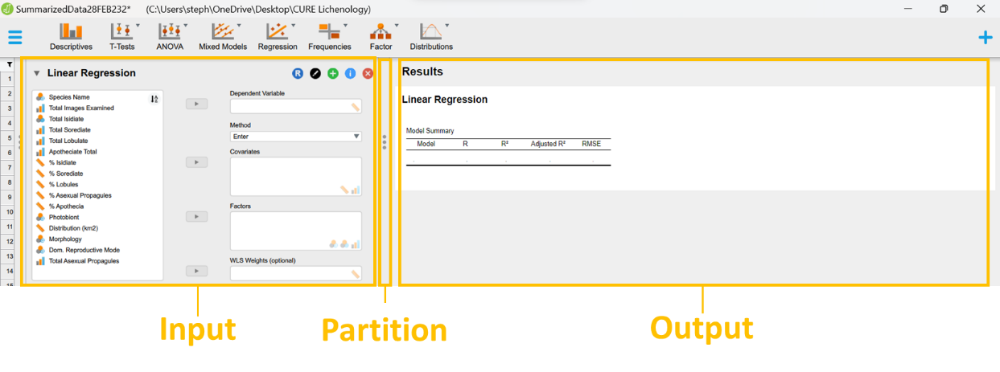 SummarizedData28FEB232* (C:\Users\steph\OneDrive\Desktop\CURE Lichenology)
Descriptives T-Tests ANOVA Mixed Models Regression Frequencies Factor Distributions
Linear Regression
R
i
Species Name
Total Images Examined
Total Isidiate
Total Sorediate
Total Lobulate
Apotheciate Total
% Isidiate
% Sorediate
% Lobules
% Asexual Propagules
% Apothecia
Photobiont
Distribution (km2)
Morphology
Dom. Reproductive Mode
Total Asexual Propagules
Dependent Variable
Method
Enter
Covariates
Factors
WLS Weights (optional)
1
2
3
4
5
6
7
8
9
10
11
12
13
14
15
Results
Linear Regression
Model Summary
Model R R² Adjusted R² RMSE
. . . . .
Input
Partition
Output